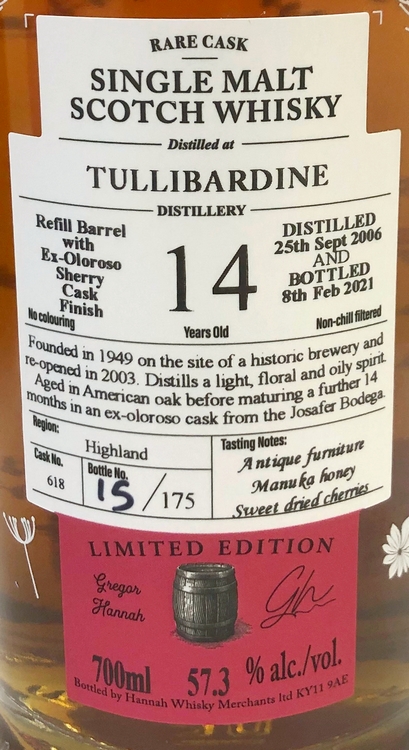 RARE CASK
SINGLE MALT
SCOTCH WHISKY
Distilled at
TULLIBARDINE
DISTILLERY
Refill Barrel
with
Ex-Oloroso
Sherry
Cask
Finish
No colouring
14
Years Old
DISTILLED
25th Sept 2006
AND
BOTTLED
8th Feb 2021
Non-chill filtered
Founded in 1949 on the site of a historic brewery and
re-opened in 2003. Distills a light, floral and oily spirit.
Aged in American oak before maturing a further 14
months in an ex-oloroso cask from the Josafer Bodega.
Region:
Highland
Cask No.
618
Bottle No.
15/175
Tasting Notes:
Antique furniture
Manuka honey
Sweet dried cherries
LIMITED EDITION
Gregor
Hannah
700ml 57.3 % alc./vol.
Bottled by Hannah Whisky Merchants ltd KY11 9AE